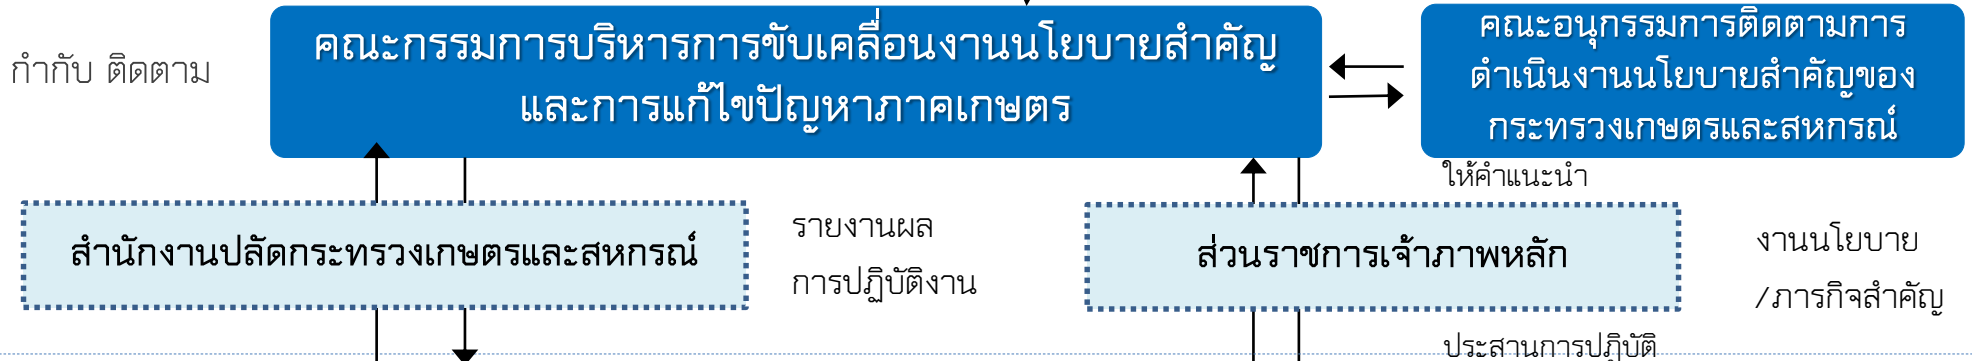 กำกับ ติดตาม
คณะกรรมการบริหารการขับเคลื่อนงานนโยบายสำคัญ
และการแก้ไขปัญหาภาคเกษตร
คณะอนุกรรมการติดตามการ
ดำเนินงานนโยบายสำคัญของ
กระทรวงเกษตรและสหกรณ์
ให้คำแนะนำ
สำนักงานปลัดกระทรวงเกษตรและสหกรณ์
รายงานผล
การปฏิบัติงาน
ส่วนราชการเจ้าภาพหลัก
งานนโยบาย
/ภารกิจสำคัญ
ประสานการปฏิบัติ